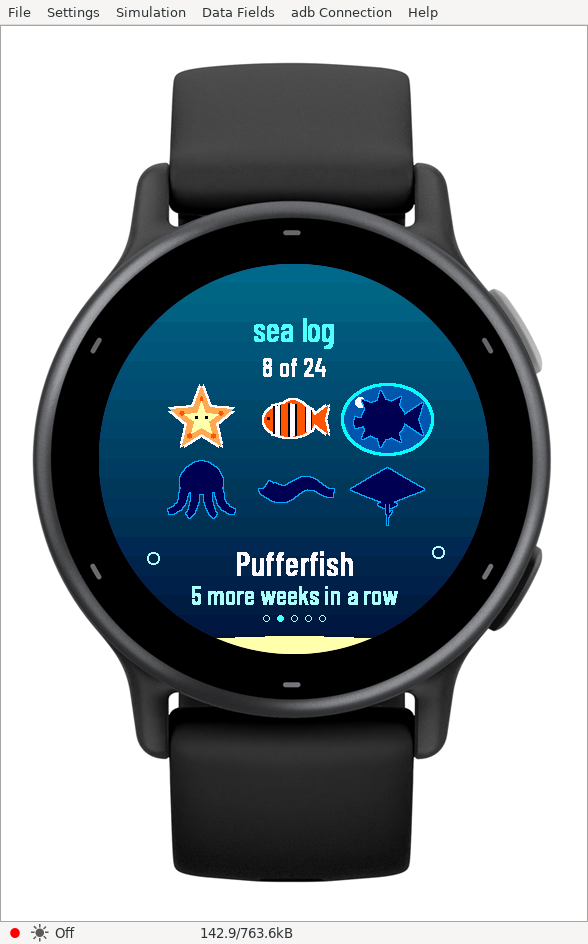 File Settings Simulation Data Fields adb Connection Help
sea log
8 of 24
Pufferfish
5 more weeks in a row
Off 142.9/763.6kB